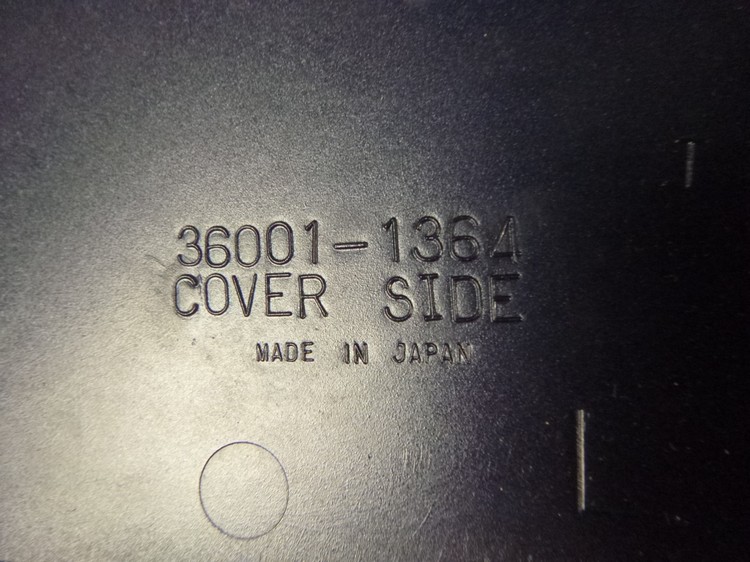 36001-1364
COVER SIDE
MADE IN JAPAN